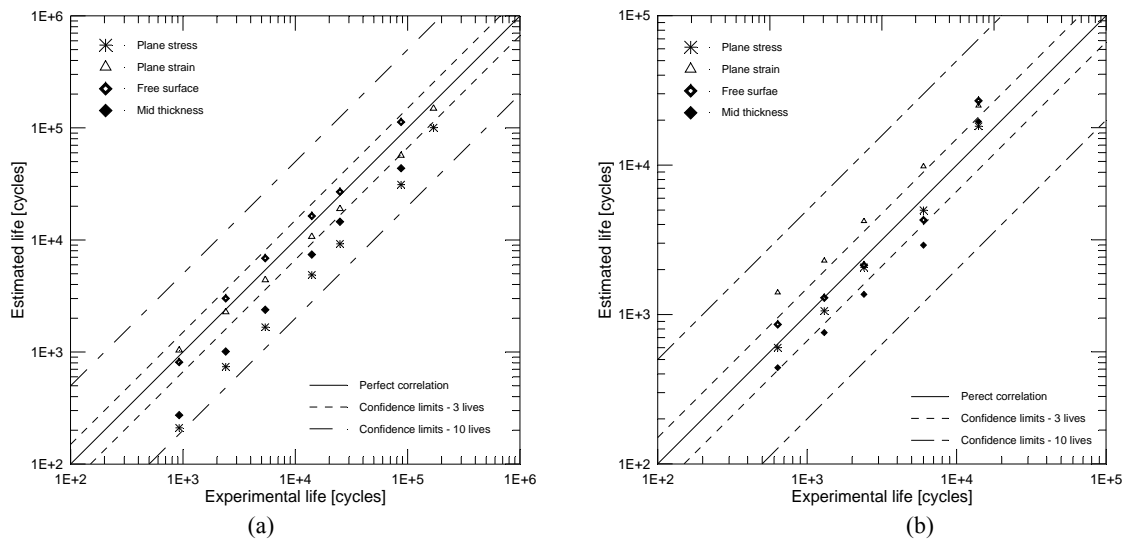 1E+6
1E+5
1E+4
1E+3
1E+2
Estimated life [cycles]
Plane stress
Plane strain
Free surface
Mid thickness
Perfect correlation
Confidence limits - 3 lives
Confidence limits - 10 lives
1E+2 1E+3 1E+4 1E+5 1E+6
Experimental life [cycles]
(a)
1E+5
1E+4
1E+3
1E+2
Estimated life [cycles]
Plane stress
Plane strain
Free surfae
Mid thickness
Perect correlation
Confidence limits - 3 lives
Confidence limits - 10 lives
1E+2 1E+3 1E+4 1E+5
Experimental life [cycles]
(b)